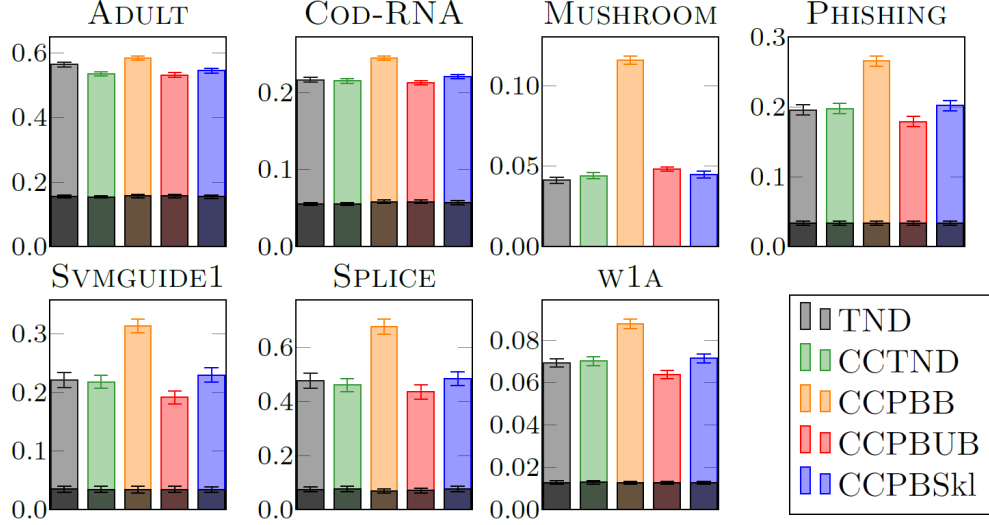 ADULT
0.6
0.4
0.2
0.0
COD-RNA
0.2
0.1
0.0
MUSHROOM
0.10
0.05
0.00
PHISHING
0.3
0.2
0.1
0.0
SVMGUIDE1
0.3
0.2
0.1
0.0
SPLICE
0.6
0.4
0.2
0.0
W1A
0.08
0.06
0.04
0.02
0.00
TND
CCTND
CCPBB
CCPBUB
CCPBSkl